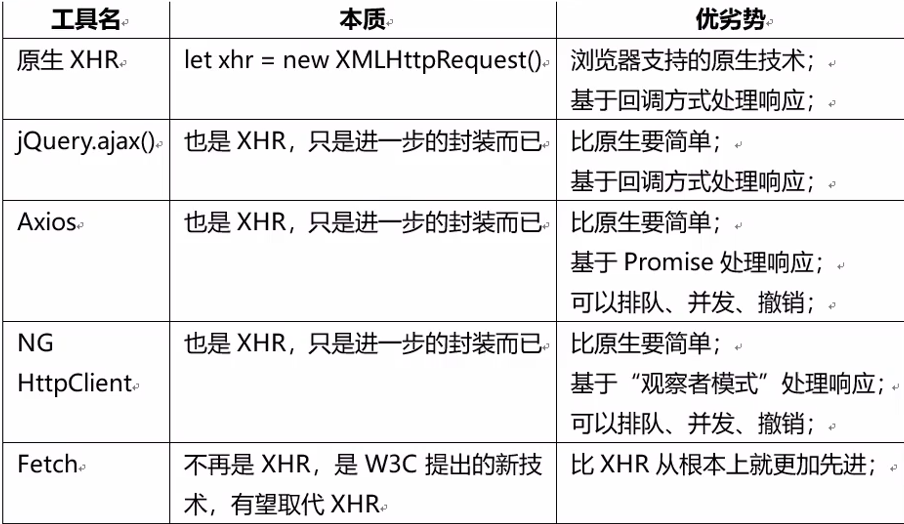 工具名 本质 优劣势
原生 XHR let xhr = new XMLHttpRequest() 浏览器支持的原生技术；
基于回调方式处理响应；
jQuery.ajax() 也是 XHR，只是进一步的封装而已 比原生要简单；
基于回调方式处理响应；
Axios 也是 XHR，只是进一步的封装而已 比原生要简单；
基于 Promise 处理响应；
可以排队、并发、撤销；
NG 也是 XHR，只是进一步的封装而已 比原生要简单；
HttpClient 基于“观察者模式”处理响应；
可以排队、并发、撤销；
Fetch 不再是 XHR，是 W3C 提出的新技 比 XHR 从根本上就更加先进；
术，有望取代 XHR